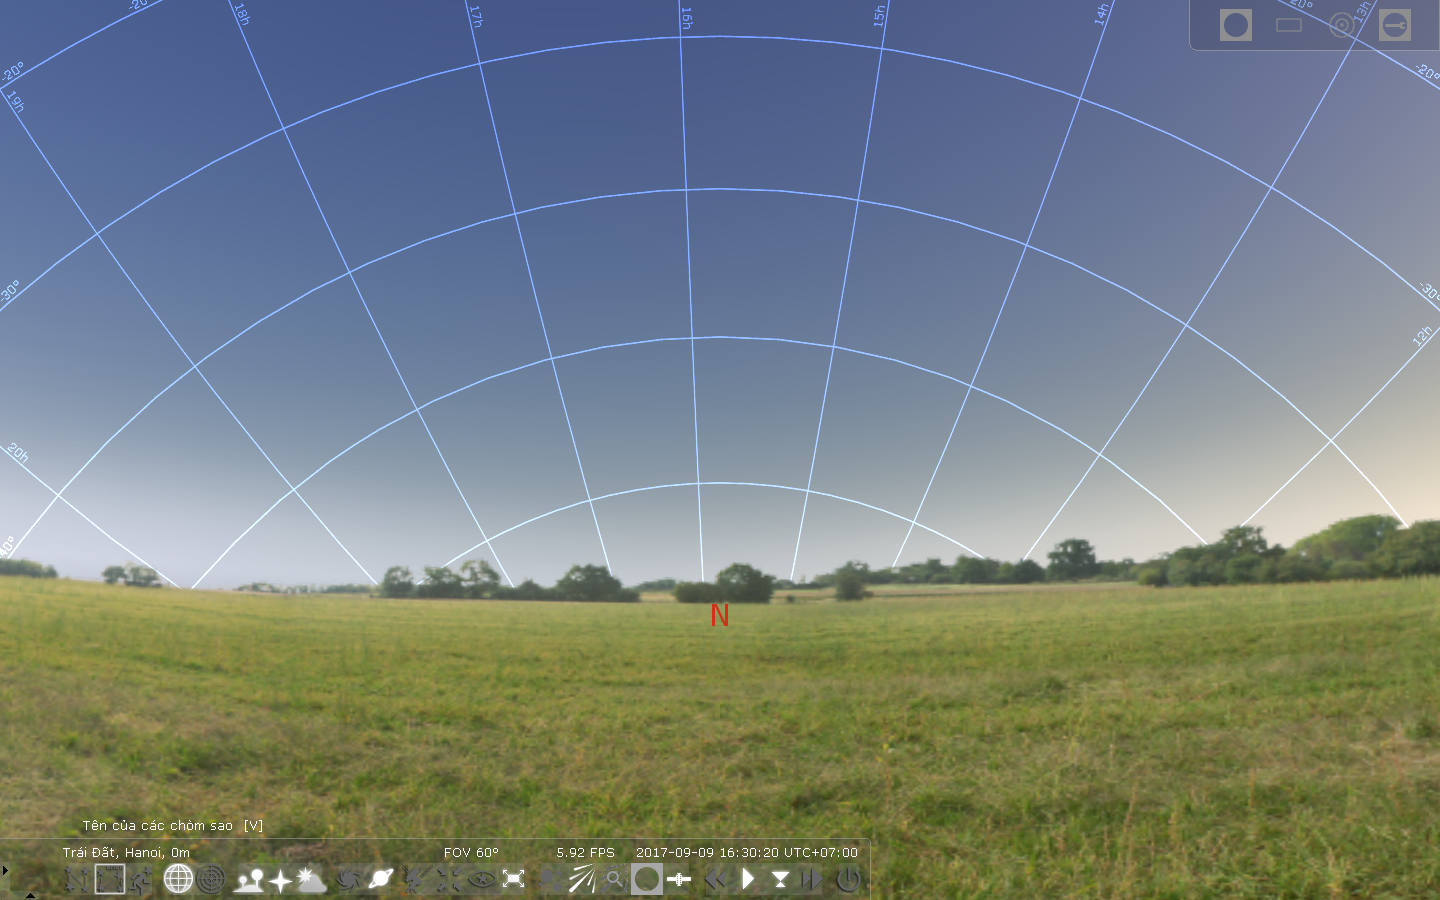 -20°
18h
17h
16h
15h
14h
-20°
13h
-20°
19h
-20°
-30°
-30°
12h
20h
-40°
N
Tên của các chòm sao [V]
Trái Đất, Hanoi, 0m FOV 60° 5.92 FPS 2017-09-09 16:30:20 UTC+07:00